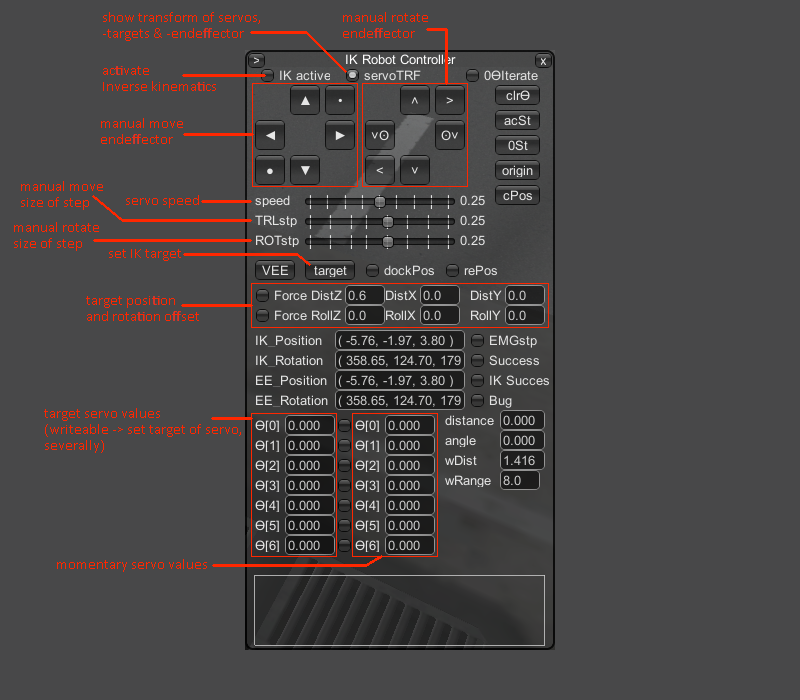 show transform of servos,
-targets & -endeffector
manual rotate
endeffector
> IK Robot Controller x
activate
Inverse kinematics
IK active servoTRF 0ΘIterate
manual move
endeffector
▲ • ˄ > clrΘ
◄ ► ˅ʘ ʘ˅ acSt
● ▼ < ˅ 0St
origin
cPos
manual move
size of step
servo speed
speed 0.25
TRLstp 0.25
manual rotate
size of step
ROTstp 0.25
set IK target
VEE target dockPos rePos
target position
and rotation offset
Force DistZ 0.6 DistX 0.0 DistY 0.0
Force RollZ 0.0 RollX 0.0 RollY 0.0
IK_Position ( -5.76, -1.97, 3.80 ) EMGstp
IK_Rotation ( 358.65, 124.70, 179 Success
EE_Position ( -5.76, -1.97, 3.80 ) IK Succes
EE_Rotation ( 358.65, 124.70, 179 Bug
target servo values
(writeable -> set target of servo,
severally)
Θ[0] 0.000 Θ[0] 0.000 distance 0.000
Θ[1] 0.000 Θ[1] 0.000 angle 0.000
Θ[2] 0.000 Θ[2] 0.000 wDist 1.416
Θ[3] 0.000 Θ[3] 0.000 wRange 8.0
Θ[4] 0.000 Θ[4] 0.000
Θ[5] 0.000 Θ[5] 0.000
Θ[6] 0.000 Θ[6] 0.000
momentary servo values